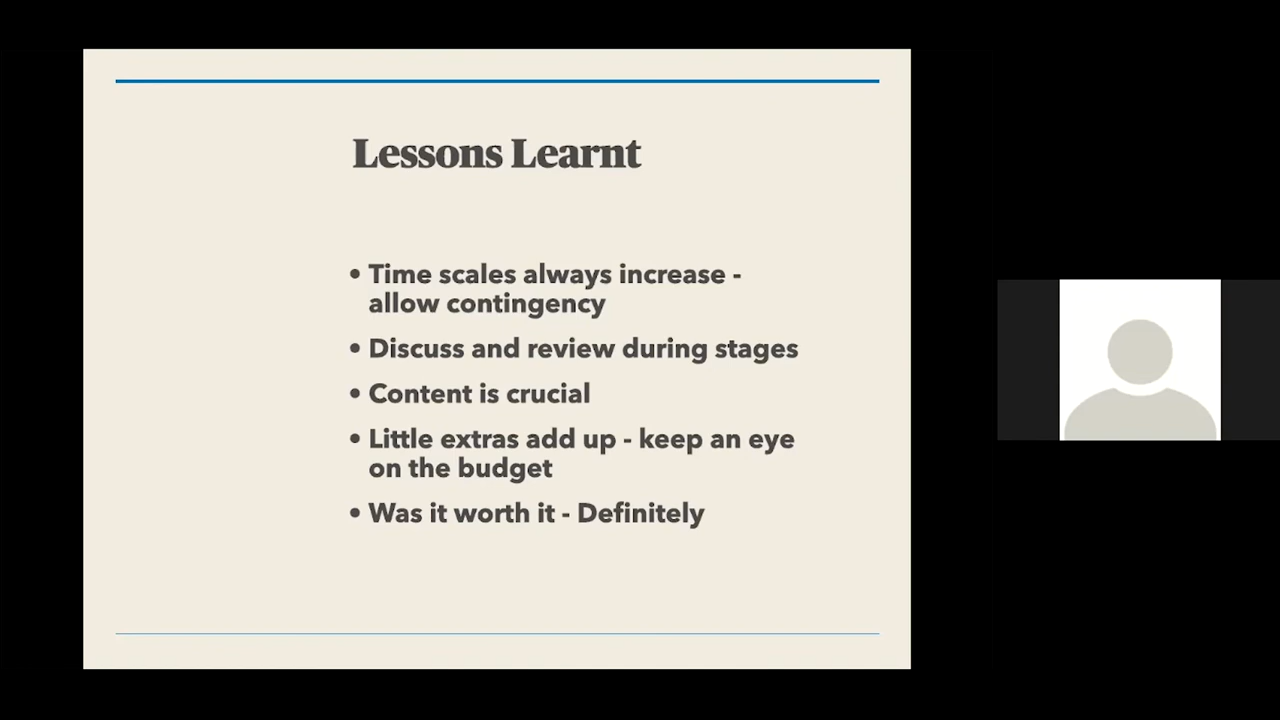 Lessons Learnt
• Time scales always increase -
allow contingency
• Discuss and review during stages
• Content is crucial
• Little extras add up - keep an eye
on the budget
• Was it worth it - Definitely